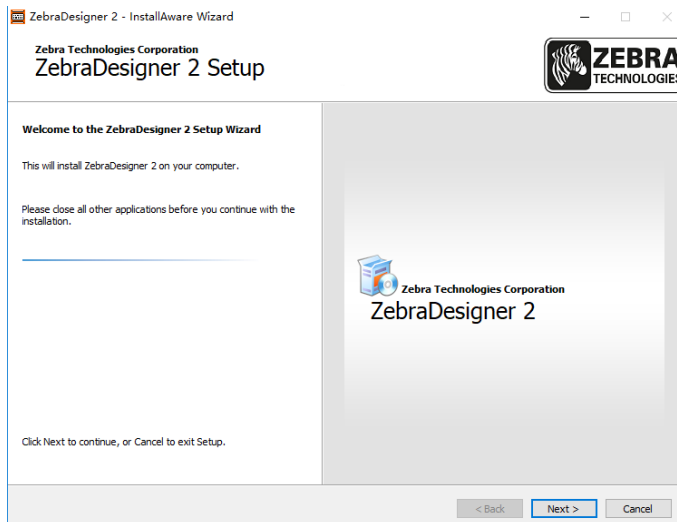 ZebraDesigner 2 - InstallAware Wizard
Zebra Technologies Corporation
ZebraDesigner 2 Setup
ZEBRA
TECHNOLOGIES
Welcome to the ZebraDesigner 2 Setup Wizard
This will install ZebraDesigner 2 on your computer.
Please close all other applications before you continue with the
installation.
Zebra Technologies Corporation
ZebraDesigner 2
Click Next to continue, or Cancel to exit Setup.
< Back
Next >
Cancel